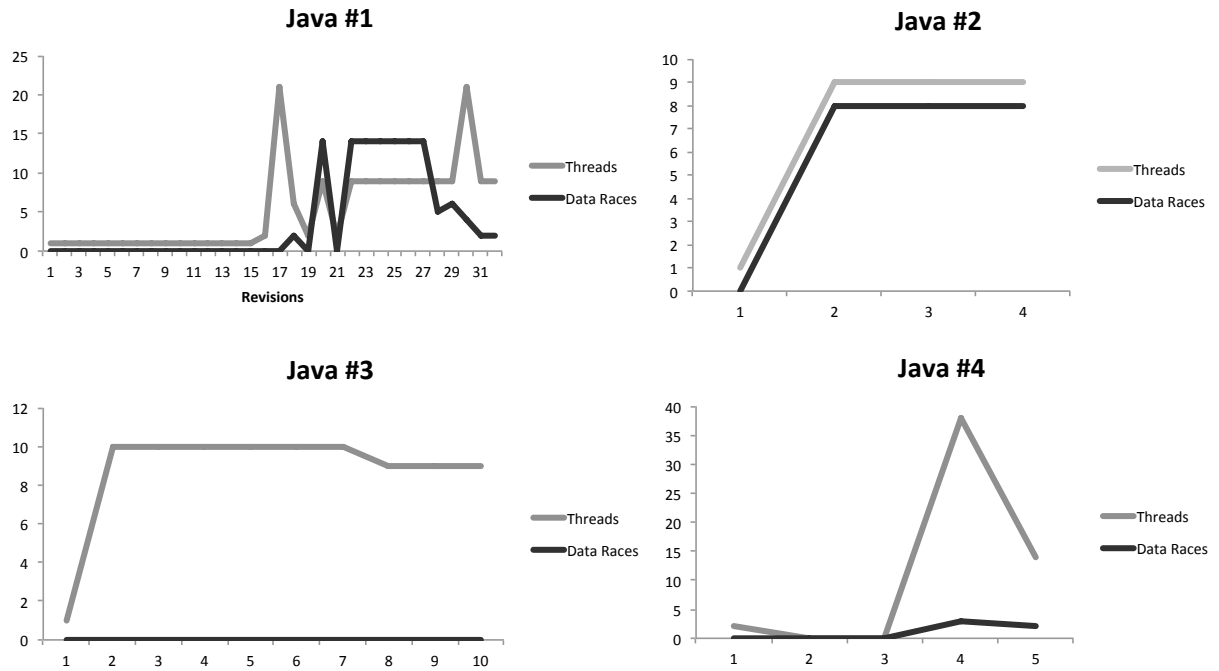 Java #1
25
20
15
10
5
0
1 3 5 7 9 11 13 15 17 19 21 23 25 27 29 31
Revisions
Threads
Data Races
Java #2
10
9
8
7
6
5
4
3
2
1
0
1 2 3 4
Threads
Data Races
Java #3
12
10
8
6
4
2
0
1 2 3 4 5 6 7 8 9 10
Threads
Data Races
Java #4
40
35
30
25
20
15
10
5
0
1 2 3 4 5
Threads
Data Races